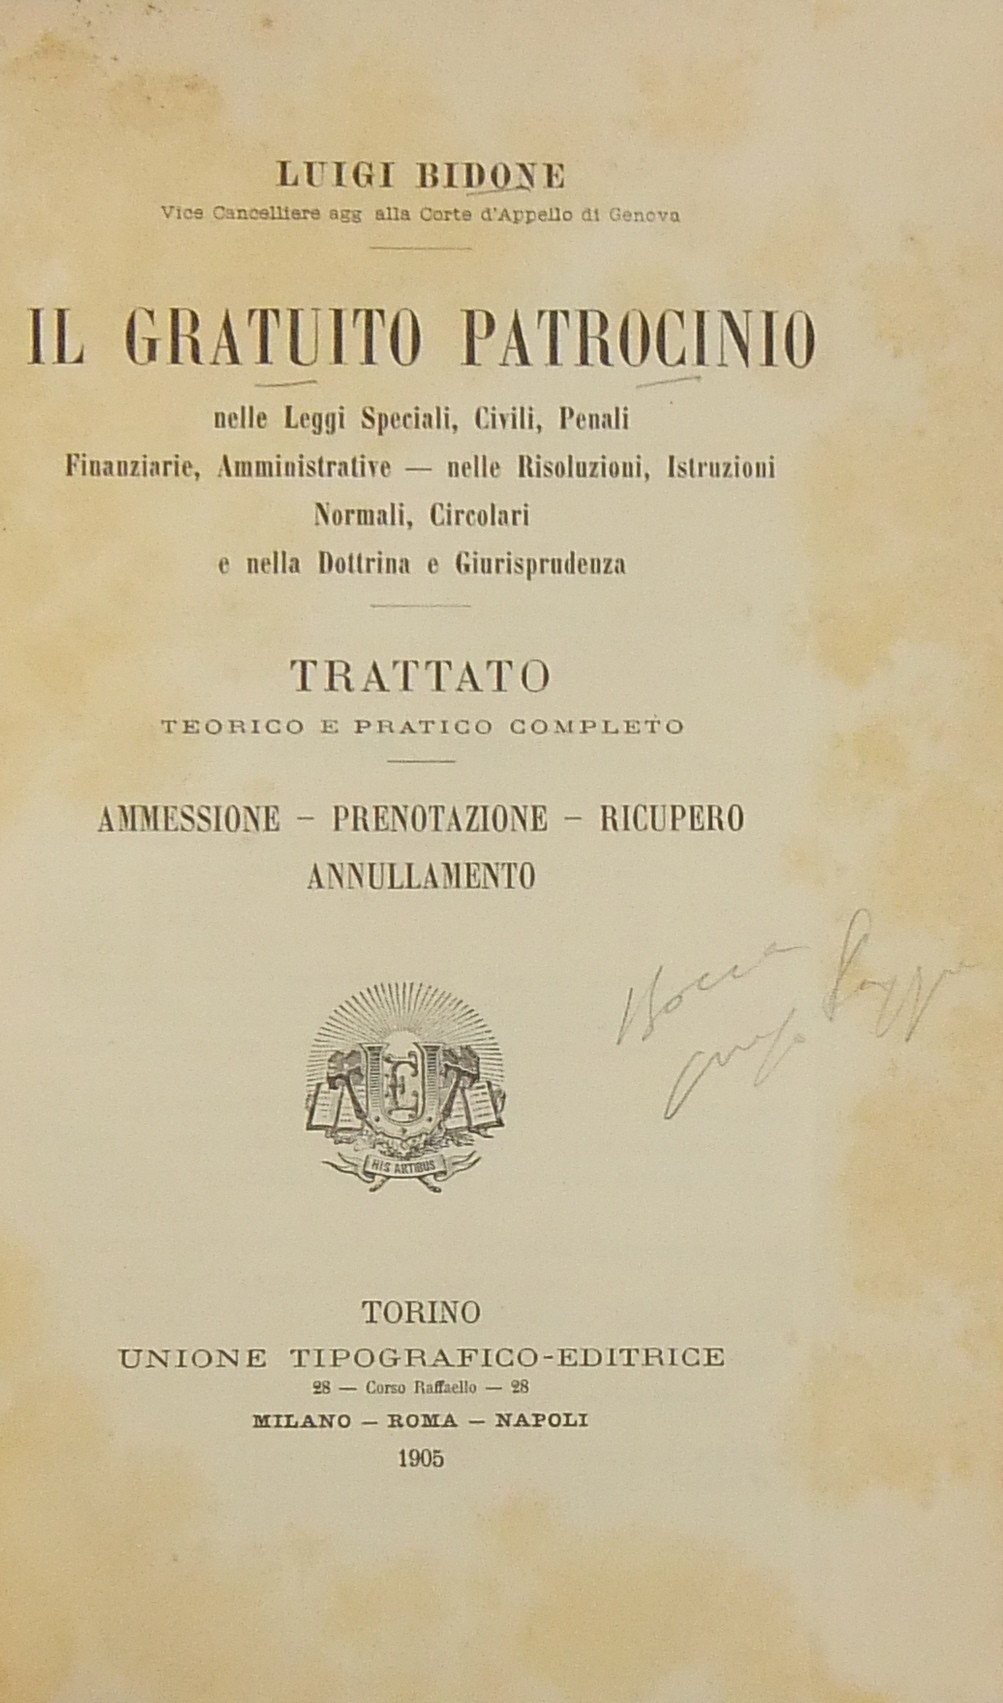 LUIGI BIDONE
Vice Cancelliere agg alla Corte d'Appello di Genova
IL GRATUITO PATROCINIO
nelle Leggi Speciali, Civili, Penali
Finanziarie, Amministrative — nelle Risoluzioni, Istruzioni
Normali, Circolari
e nella Dottrina e Giurisprudenza
TRATTATO
TEORICO E PRATICO COMPLETO
AMMESSIONE – PRENOTAZIONE – RICUPERO
ANNULLAMENTO
HIS ARTIBUS
TORINO
UNIONE TIPOGRAFICO-EDITRICE
28 — Corso Raffaello — 28
MILANO – ROMA – NAPOLI
1905